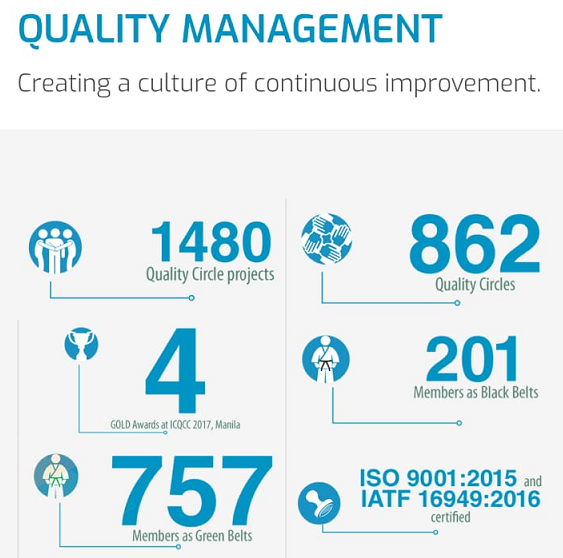 QUALITY MANAGEMENT
Creating a culture of continuous improvement.
1480
Quality Circle projects
862
Quality Circles
4
GOLD Awards at ICQCC 2017, Manila
201
Members as Black Belts
757
Members as Green Belts
ISO 9001:2015 and
IATF 16949:2016
certified